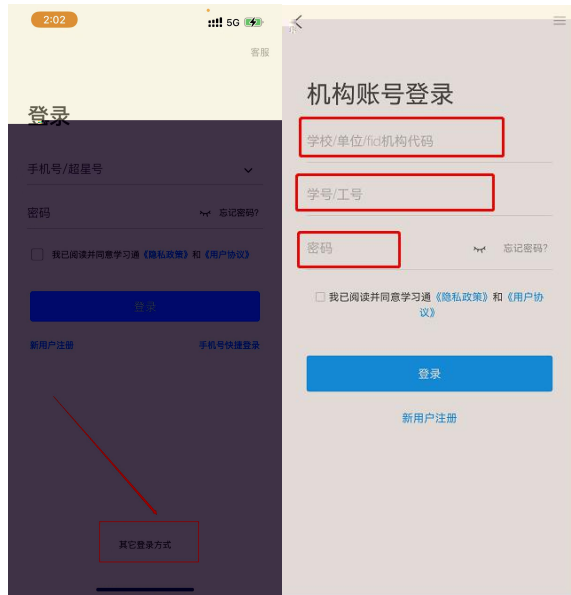 2:02
5G
客服
登录
手机号/超星号
密码
忘记密码?
我已阅读并同意学习通《隐私政策》和《用户协议》
登录
新用户注册
手机号快捷登录
其它登录方式
机构账号登录
学校/单位/fid机构代码
学号/工号
密码
忘记密码?
我已阅读并同意学习通《隐私政策》和《用户协
议》
登录
新用户注册